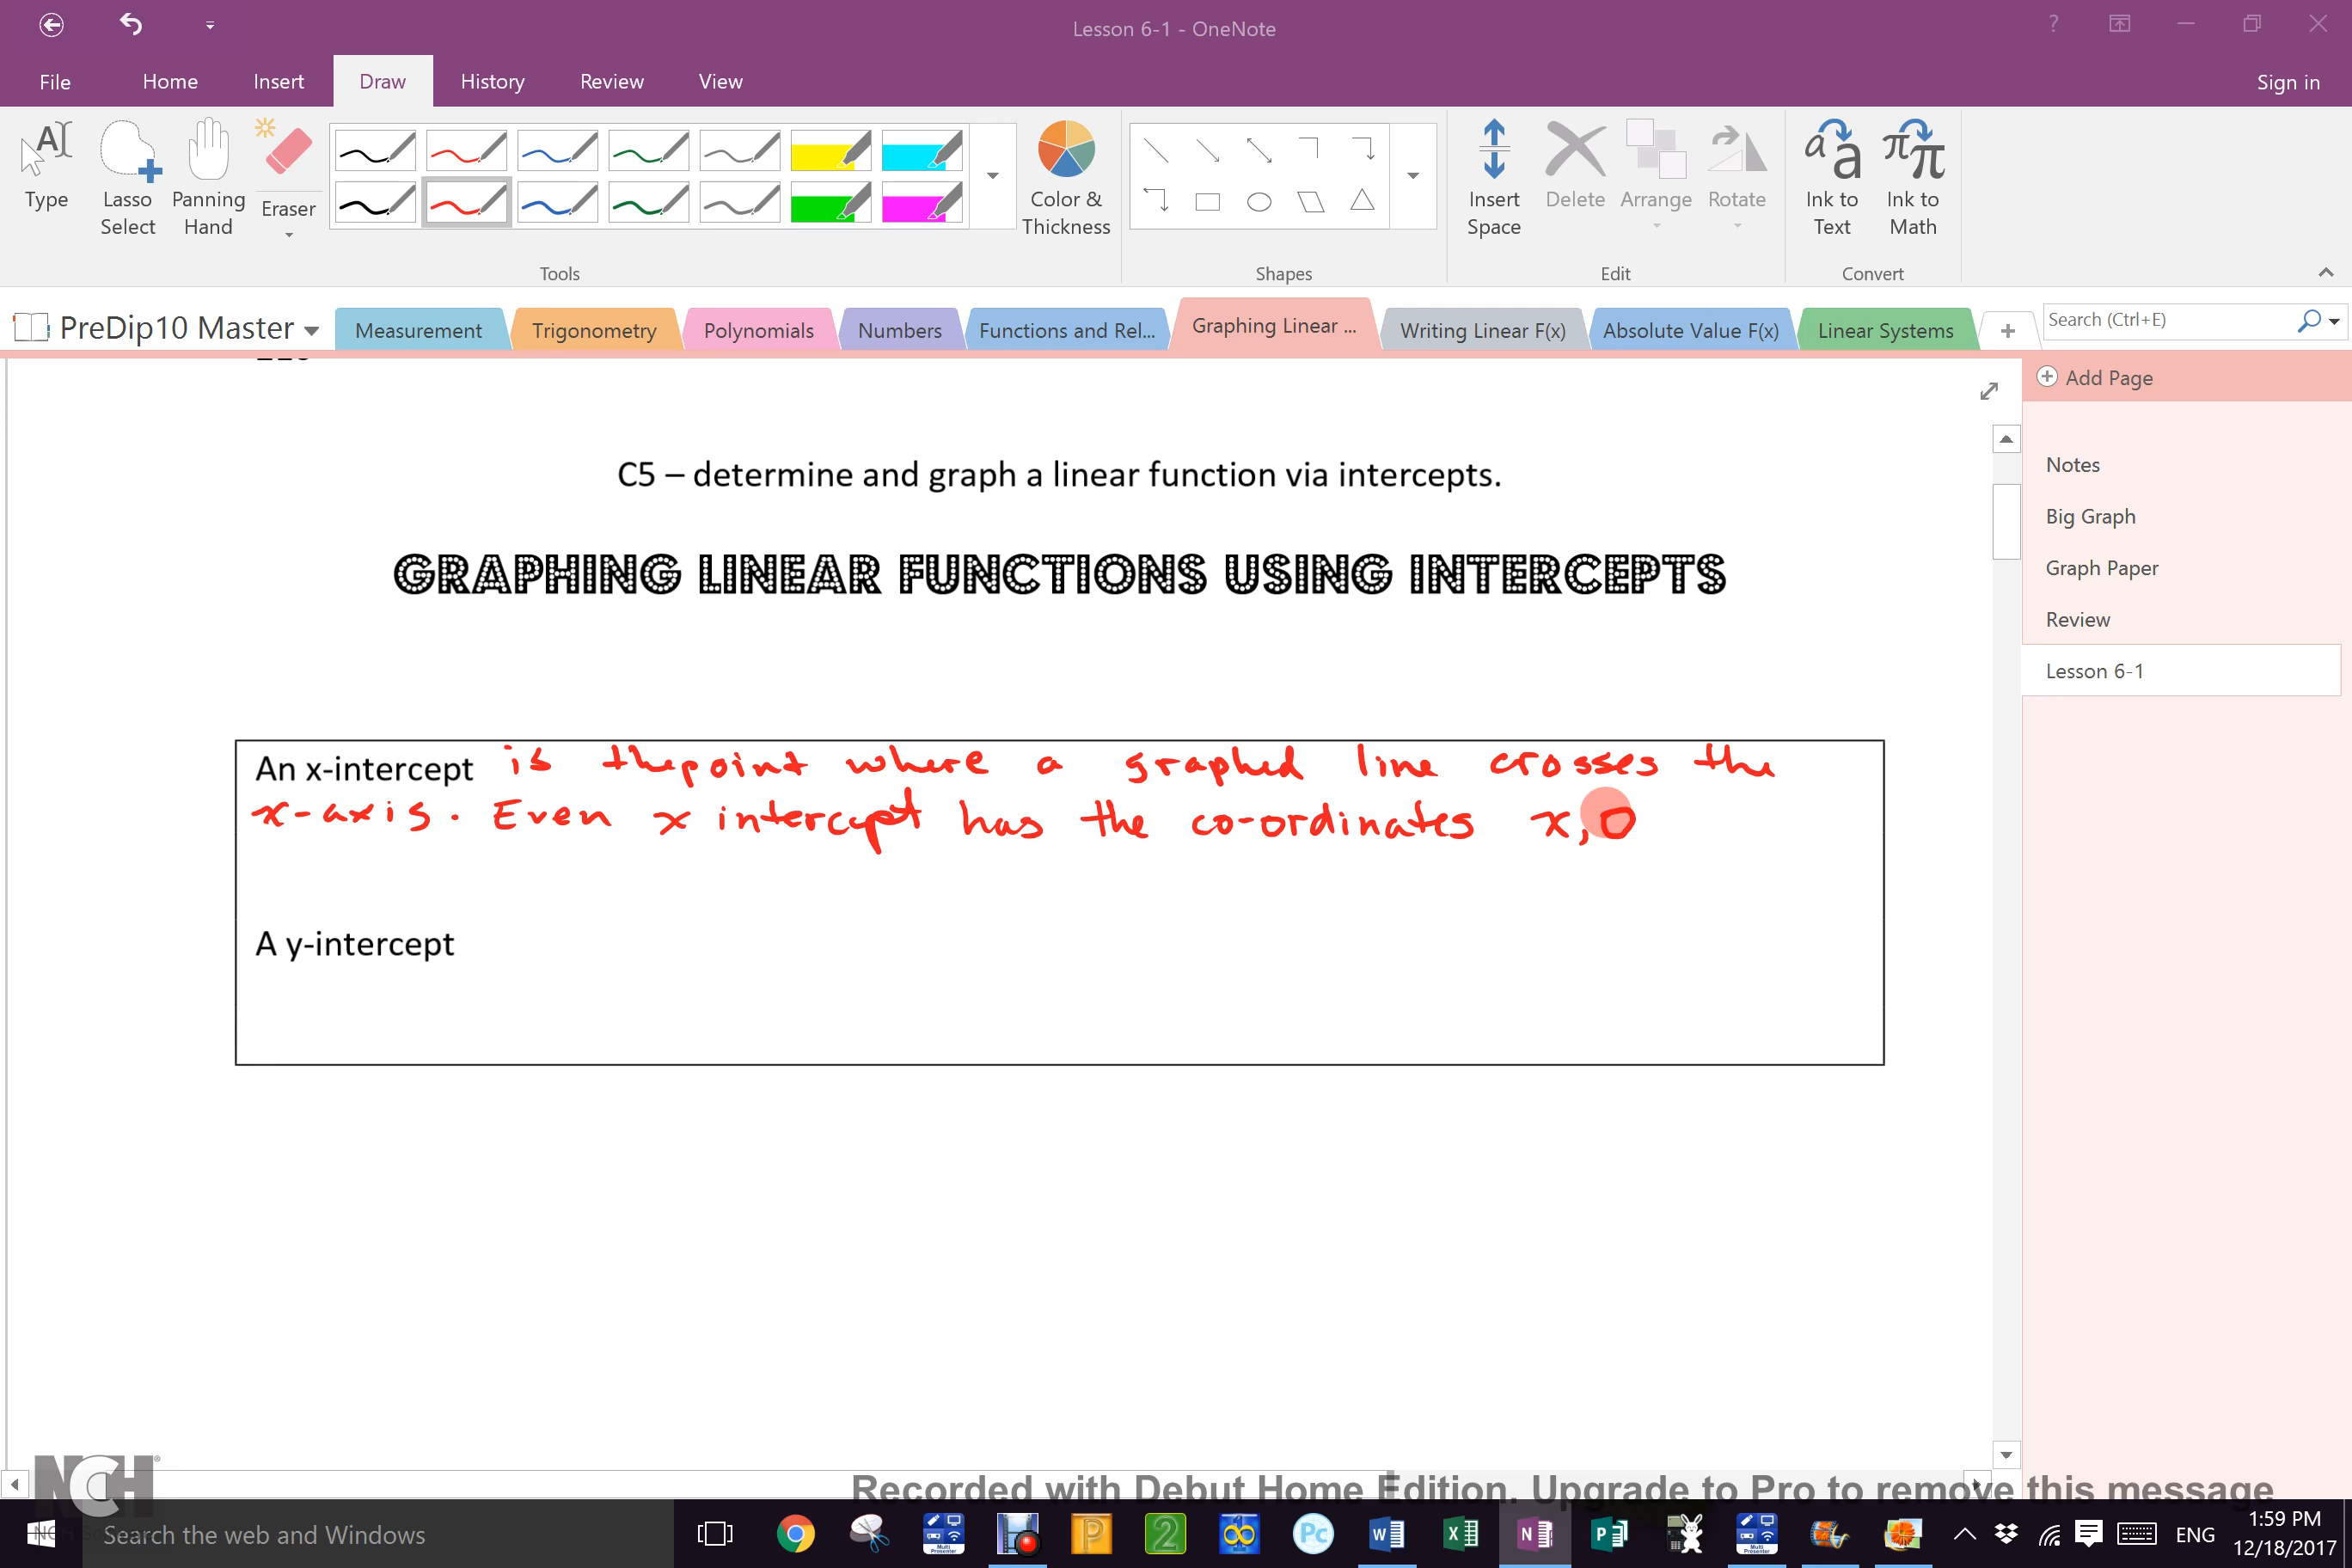 Lesson 6-1 - OneNote
?
File Home Insert Draw History Review View Sign in
Type Lasso Select Panning Hand Eraser
Color & Thickness
Insert Space Delete Arrange Rotate
Ink to Text Ink to Math
Tools Shapes Edit Convert
PreDip10 Master Measurement Trigonometry Polynomials Numbers Functions and Rel... Graphing Linear ... Writing Linear F(x) Absolute Value F(x) Linear Systems + Search (Ctrl+E)
Add Page
Notes
Big Graph
Graph Paper
Review
Lesson 6-1
C5 – determine and graph a linear function via intercepts.
GRAPHING LINEAR FUNCTIONS USING INTERCEPTS
An x-intercept is the point where a graphed line crosses the
x-axis. Even x intercept has the co-ordinates x,0
A y-intercept
NCH
Recorded with Debut Home Edition. Upgrade to Pro to remove this message
Search the web and Windows
ENG
1:59 PM
12/18/2017